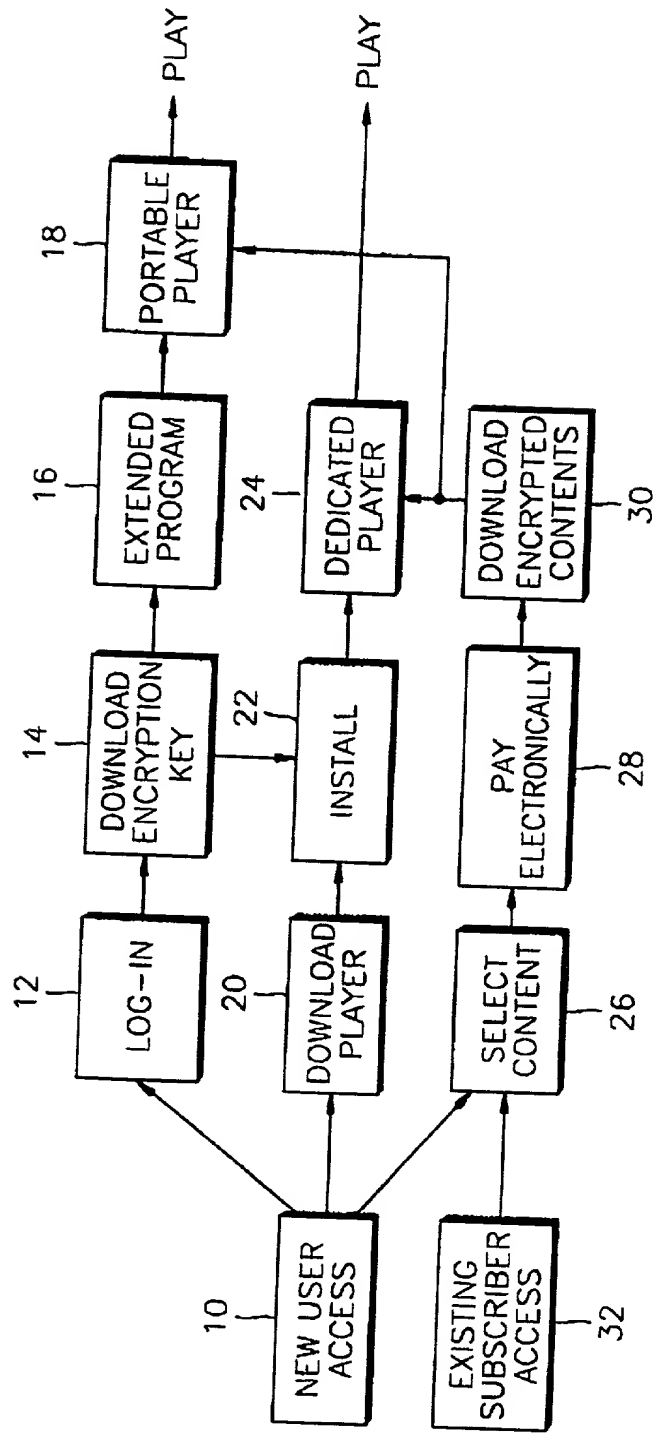 10
NEW USER
ACCESS
12
LOG-IN
14
DOWNLOAD
ENCRYPTION
KEY
16
EXTENDED
PROGRAM
18
PORTABLE
PLAYER
PLAY
20
DOWNLOAD
PLAYER
22
INSTALL
24
DEDICATED
PLAYER
PLAY
EXISTING
SUBSCRIBER
ACCESS
32
SELECT
CONTENT
26
PAY
ELECTRONICALLY
28
DOWNLOAD
ENCRYPTED
CONTENTS
30